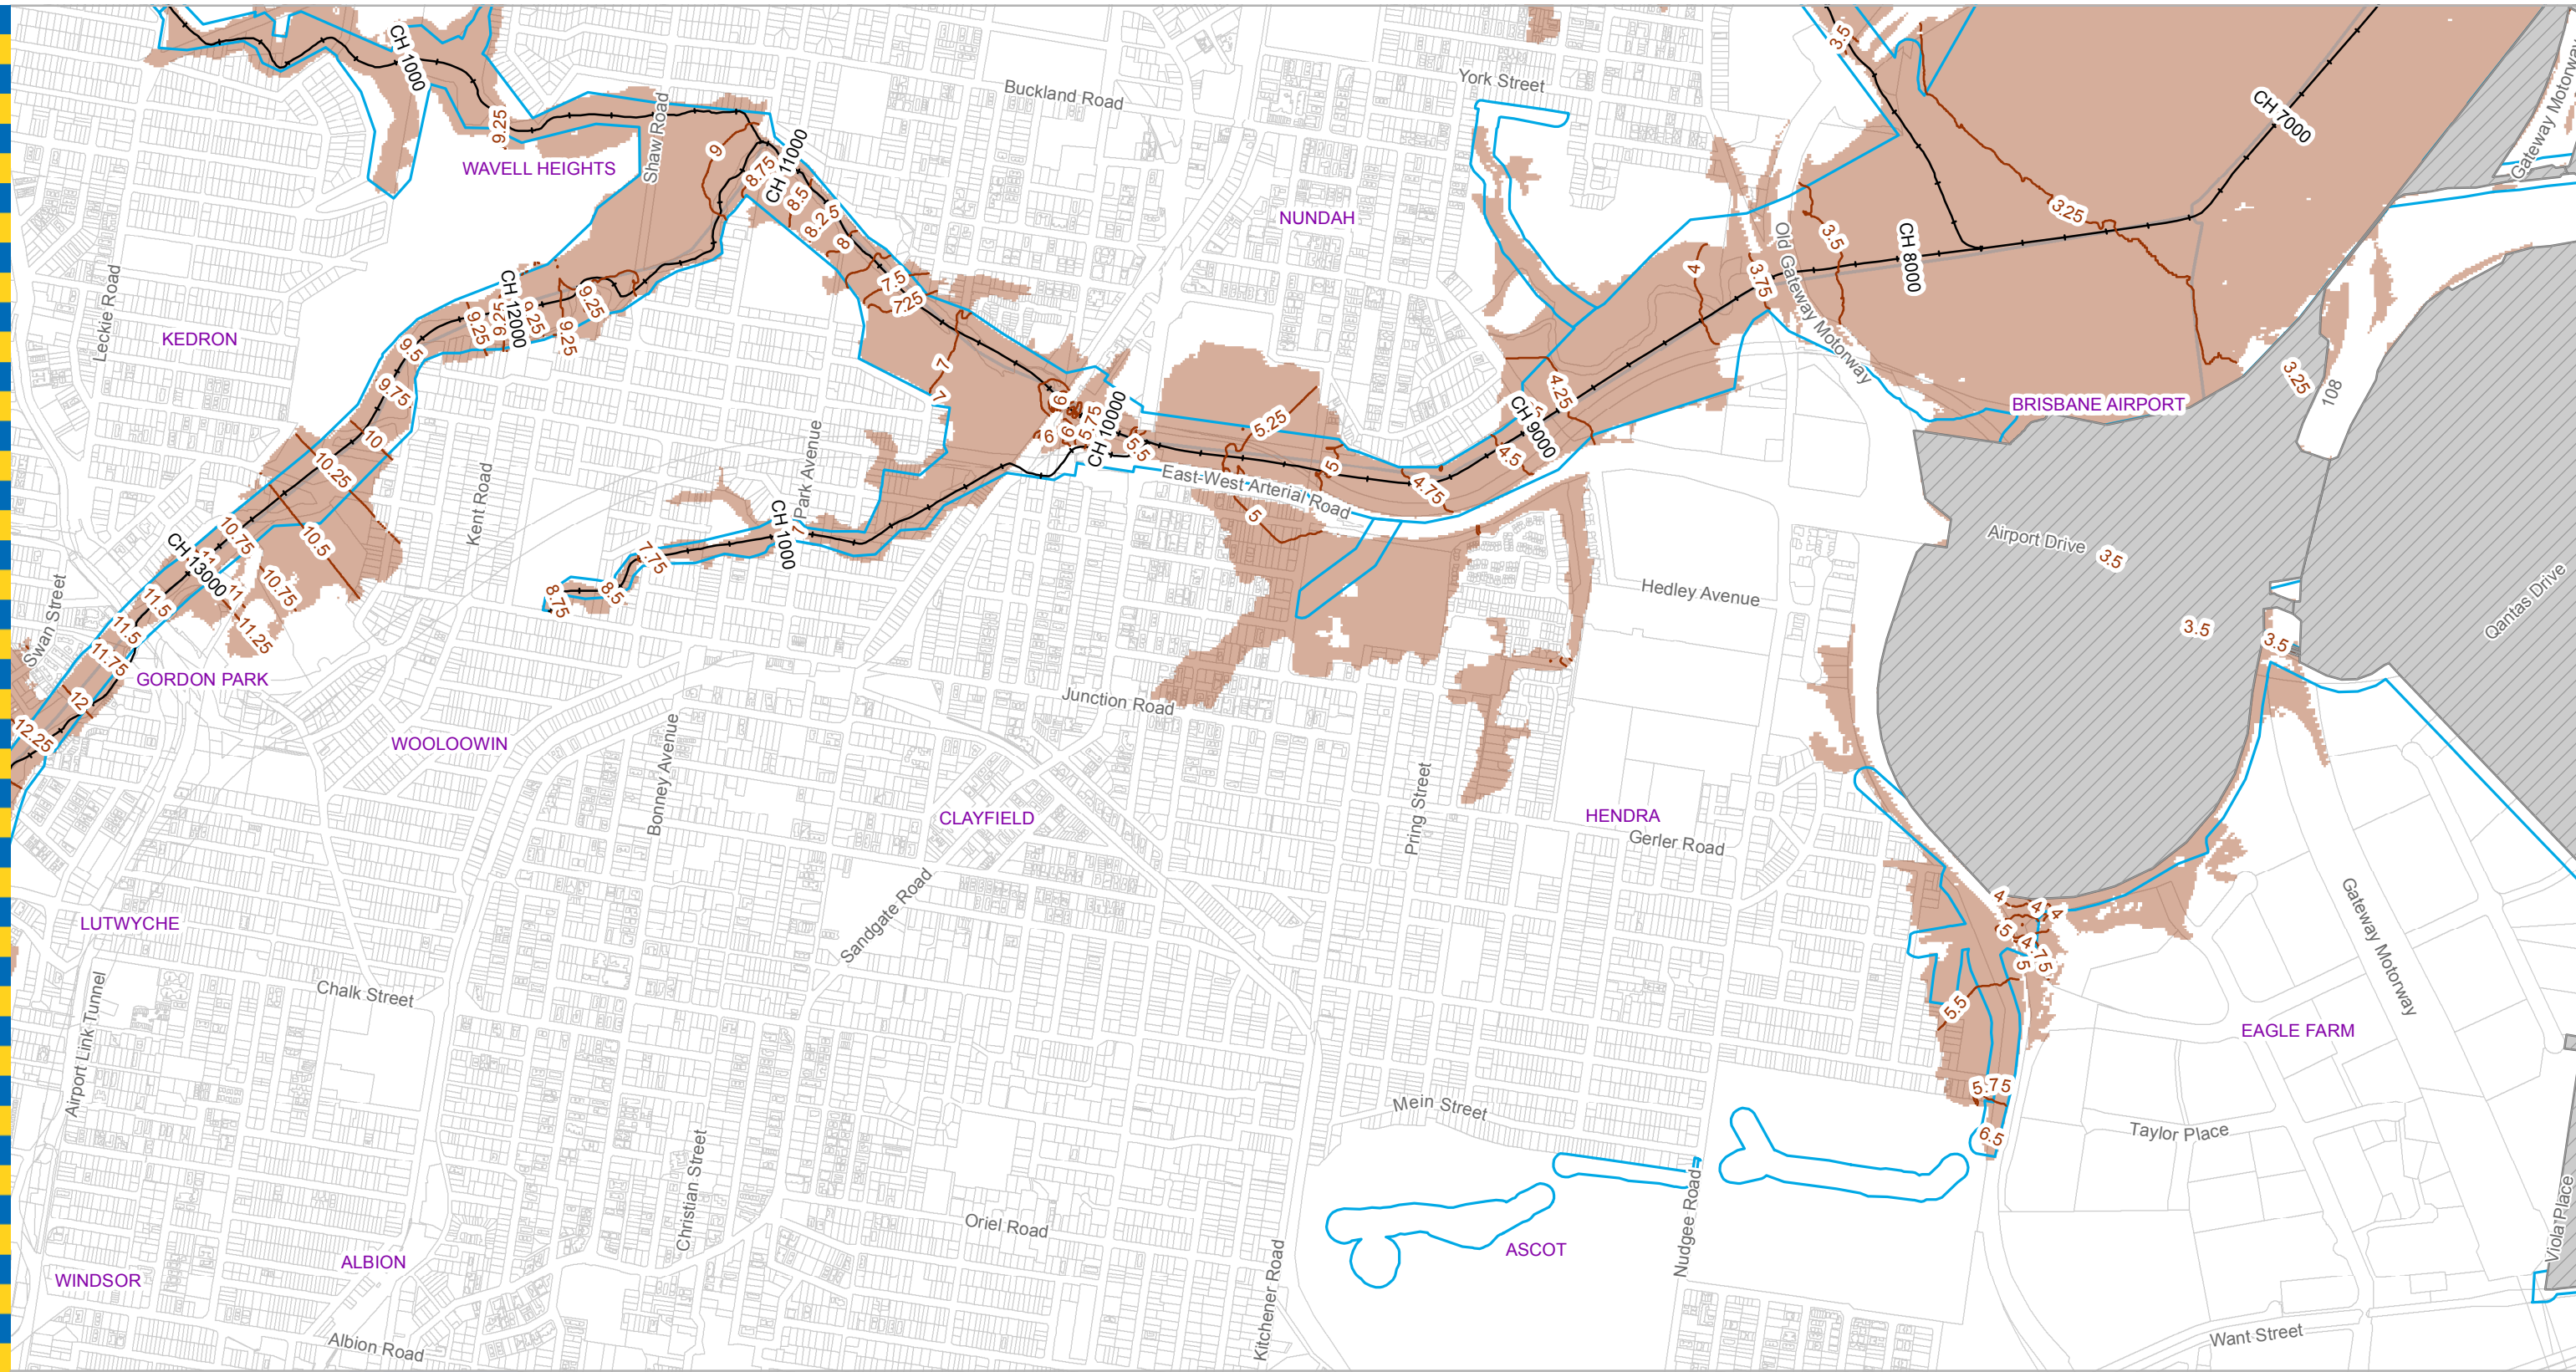 CH 1000
3.5
Gateway Motorway
Buckland Road
York Street
CH 7000
9.25
Shaw Road
WAVELL HEIGHTS
9
8.75
CH 11000
8.5
8.25
8
NUNDAH
3.25
3.5
Old Gateway Motorway
CH 8000
Leckie Road
KEDRON
CH 12000
9.25
9.25
9.25
9.25
9.25
7.5
7.25
4
3.75
9.5
9.75
7
7
6
6
6
5.75
CH 10000
5.5
5.25
5
4.25
CH 9000
4.5
4.75
3.25
108
BRISBANE AIRPORT
10
10.25
Kent Road
Park Avenue
East-West Arterial Road
5
10.75
10.5
CH 1000
CH 13000
11
11
10.75
11.25
7.75
8.5
8.75
Airport Drive
3.5
Hedley Avenue
Qantas Drive
Swan Street
11.5
11.5
11.75
12
12.25
GORDON PARK
3.5
3.5
Junction Road
WOOLOOWIN
Bonney Avenue
CLAYFIELD
Pring Street
HENDRA
Gerler Road
Sandgate Road
LUTWYCHE
4
4
4
5
4.75
5
Gateway Motorway
Chalk Street
Airport Link Tunnel
5.5
EAGLE FARM
5.75
Mein Street
6.5
Taylor Place
Christian Street
Oriel Road
Kitchener Road
Nudgee Road
ASCOT
Viola Place
ALBION
WINDSOR
Albion Road
Want Street